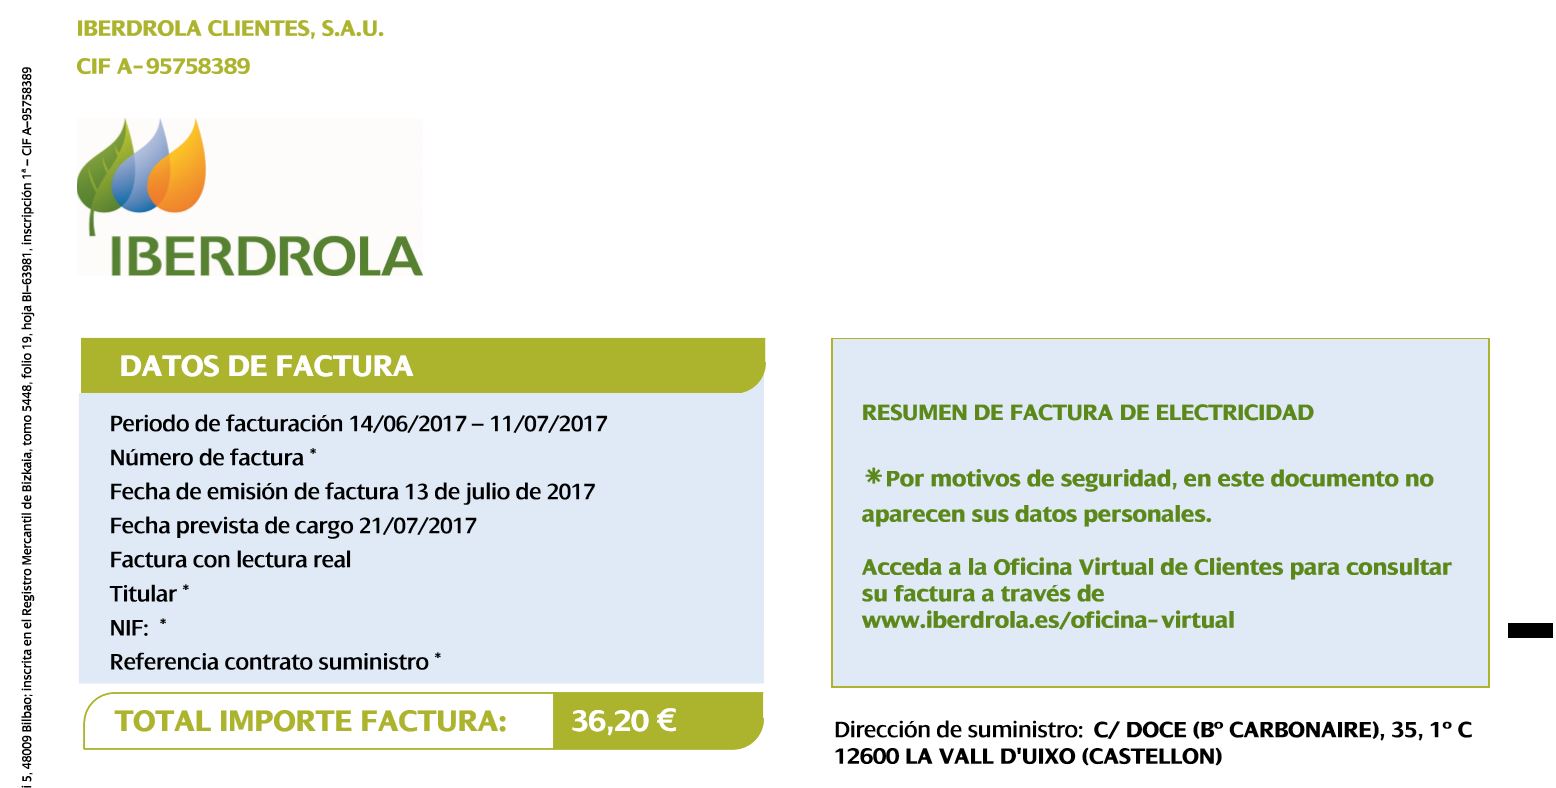 IBERDROLA CLIENTES, S.A.U.
CIF A-95758389
IBERDROLA
DATOS DE FACTURA
Periodo de facturación 14/06/2017 – 11/07/2017
Número de factura *
Fecha de emisión de factura 13 de julio de 2017
Fecha prevista de cargo 21/07/2017
Factura con lectura real
Titular *
NIF: *
Referencia contrato suministro *
TOTAL IMPORTE FACTURA: 36,20 €
RESUMEN DE FACTURA DE ELECTRICIDAD
*Por motivos de seguridad, en este documento no
aparecen sus datos personales.
Acceda a la Oficina Virtual de Clientes para consultar
su factura a través de
www.iberdrola.es/oficina-virtual
Dirección de suministro: C/ DOCE (Bº CARBONAIRE), 35, 1º C
12600 LA VALL D'UIXO (CASTELLON)
i 5, 48009 Bilbao; inscrita en el Registro Mercantil de Bizkaia, tomo 5448, folio 19, hoja BI-63981, inscripción 1ª – CIF A-95758389